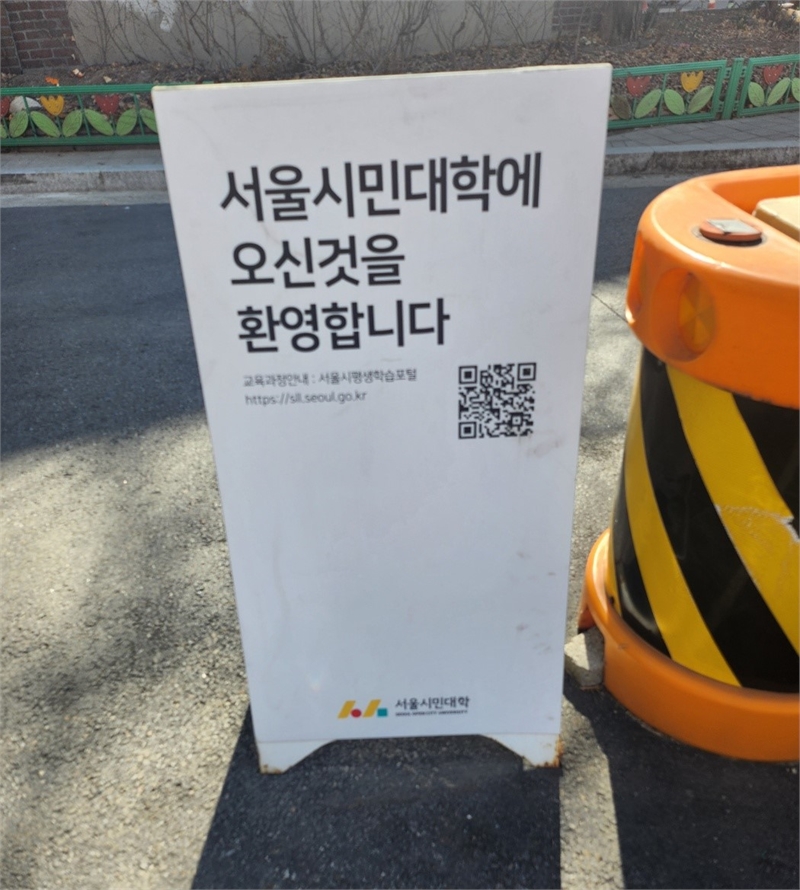 서울시민대학에
오신것을
환영합니다
교육과정안내 : 서울시평생학습포털
https://sll.seoul.go.kr
서울시민대학